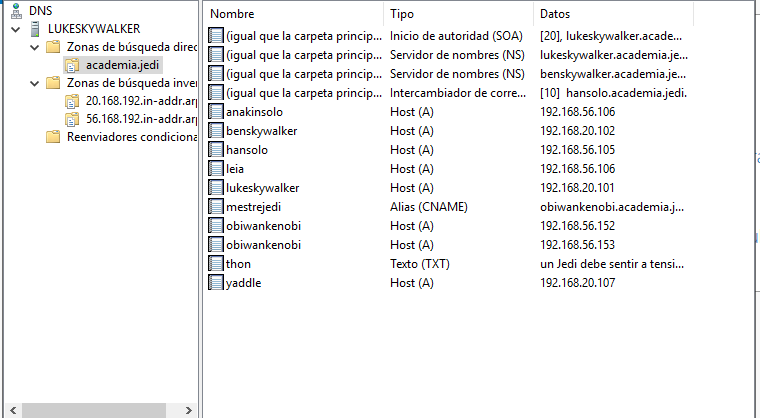 DNS
LUKESKYWALKER
Zonas de búsqueda direc
academia.jedi
Zonas de búsqueda inver
20.168.192.in-addr.arp
56.168.192.in-addr.arp
Reenviadores condiciona
Nombre Tipo Datos
(igual que la carpeta princip... Inicio de autoridad (SOA) [20], lukeskywalker.acade...
(igual que la carpeta princip... Servidor de nombres (NS) lukeskywalker.academia.je...
(igual que la carpeta princip... Servidor de nombres (NS) benskywalker.academia.je...
(igual que la carpeta princip... Intercambiador de corre... [10] hansolo.academia.jedi.
anakinsolo Host (A) 192.168.56.106
benskywalker Host (A) 192.168.20.102
hansolo Host (A) 192.168.56.105
leia Host (A) 192.168.56.106
lukeskywalker Host (A) 192.168.20.101
mestrejedi Alias (CNAME) obiwankenobi.academia.j...
obiwankenobi Host (A) 192.168.56.152
obiwankenobi Host (A) 192.168.56.153
thon Texto (TXT) un Jedi debe sentir a tensi...
yaddle Host (A) 192.168.20.107